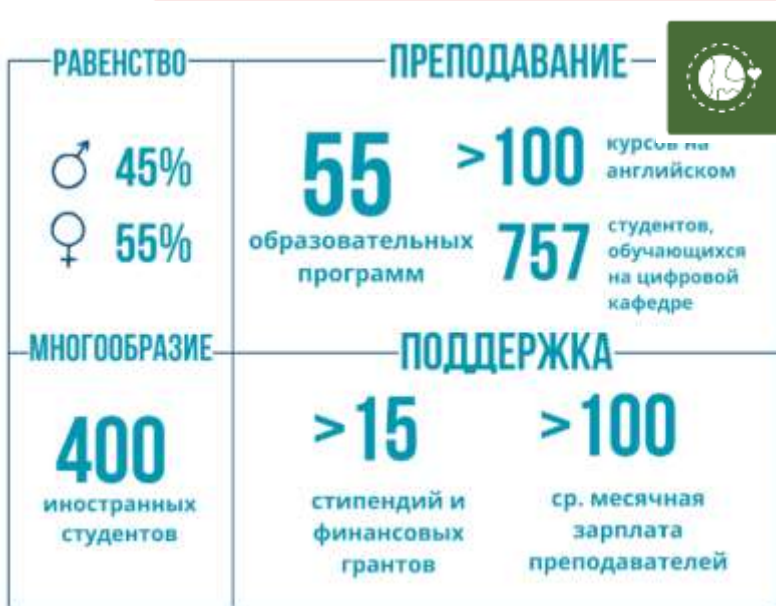 РАВЕНСТВО
45%
55%
ПРЕПОДАВАНИЕ
55
образовательных
программ
>100
курсов на
английском
757
студентов,
обучающихся
на цифровой
кафедре
МНОГООБРАЗИЕ
400
иностранных
студентов
ПОДДЕРЖКА
>15
стипендий и
финансовых
грантов
>100
ср. месячная
зарплата
преподавателей